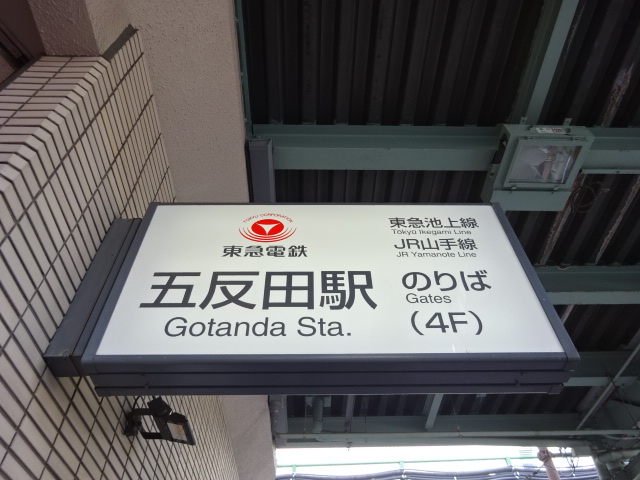 TOKYU CORPORATION
東急電鉄
五反田駅
Gotanda Sta.
東急池上線
Tōkyū Ikegami Line
JR山手線
JR Yamanote Line
のりば
Gates
(4F)